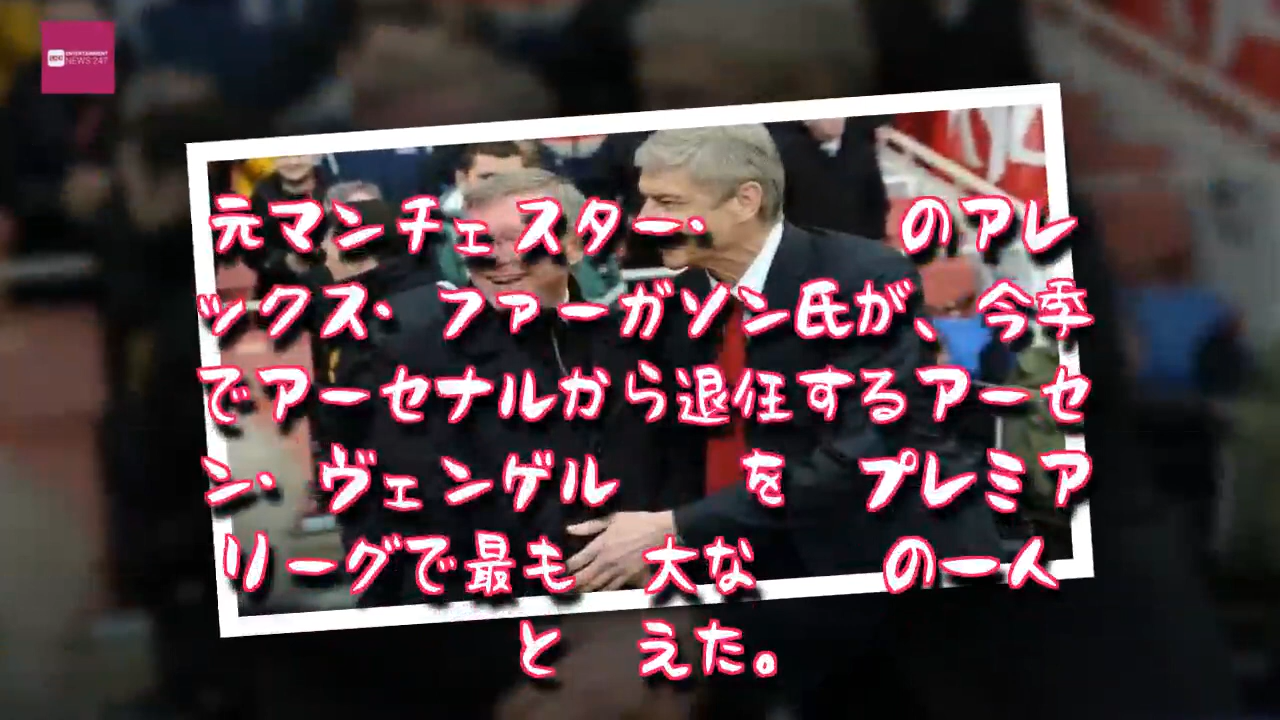 ENTERTAINMENT
NEWS 247
元マンチェスター・ のアレ
ックス・ファーガソン氏が、今季
でアーセナルから退任するアーセ
ン・ヴェンゲル を プレミア
リーグで最も 大な の一人
と えた。